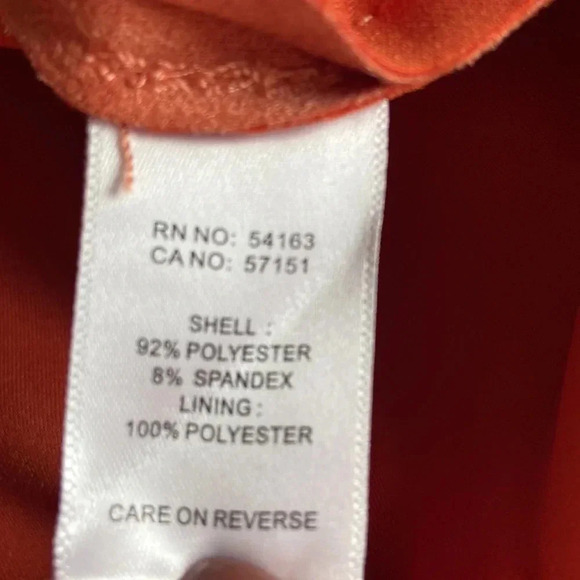 RN NO: 54163
CA NO: 57151
SHELL :
92% POLYESTER
8% SPANDEX
LINING :
100% POLYESTER
CARE ON REVERSE